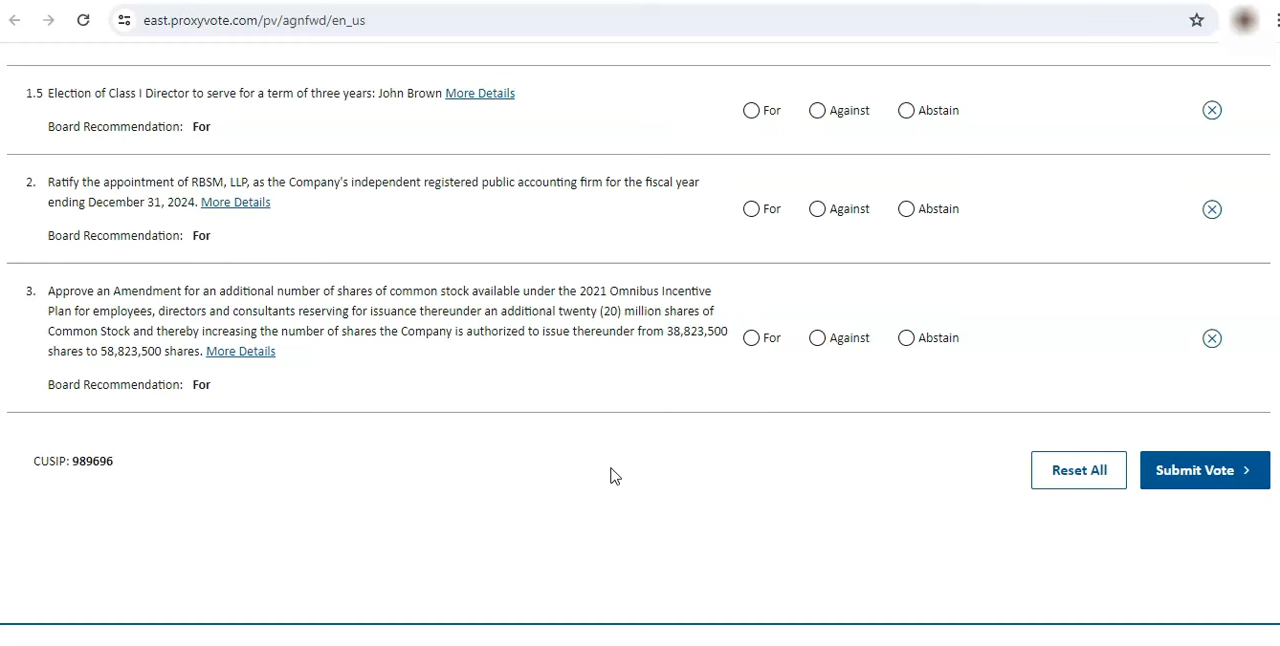 east.proxyvote.com/pv/agnfwd/en_us
1.5 Election of Class I Director to serve for a term of three years: John Brown More Details
For Against Abstain
Board Recommendation: For
2. Ratify the appointment of RBSM, LLP, as the Company's independent registered public accounting firm for the fiscal year
ending December 31, 2024. More Details
For Against Abstain
Board Recommendation: For
3. Approve an Amendment for an additional number of shares of common stock available under the 2021 Omnibus Incentive
Plan for employees, directors and consultants reserving for issuance thereunder an additional twenty (20) million shares of
Common Stock and thereby increasing the number of shares the Company is authorized to issue thereunder from 38,823,500
shares to 58,823,500 shares. More Details
For Against Abstain
Board Recommendation: For
CUSIP: 989696
Reset All
Submit Vote